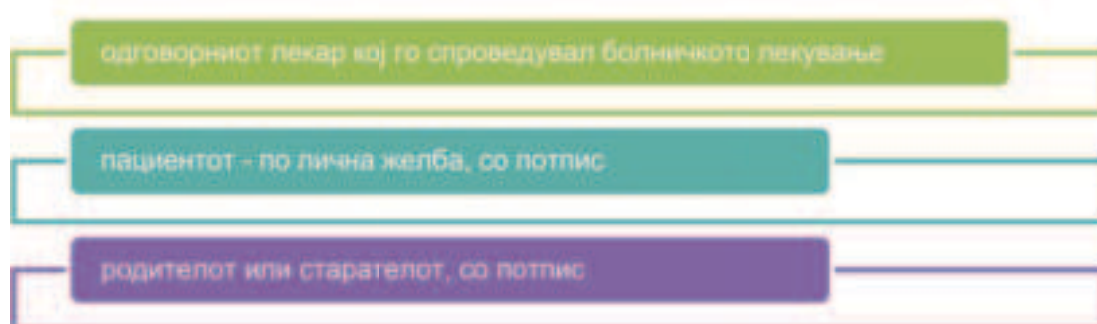 одговорниот лекар кој го спроведувал болничкото лекување
пациентот - по лична желба, со потпис
родителот или старателот, со потпис